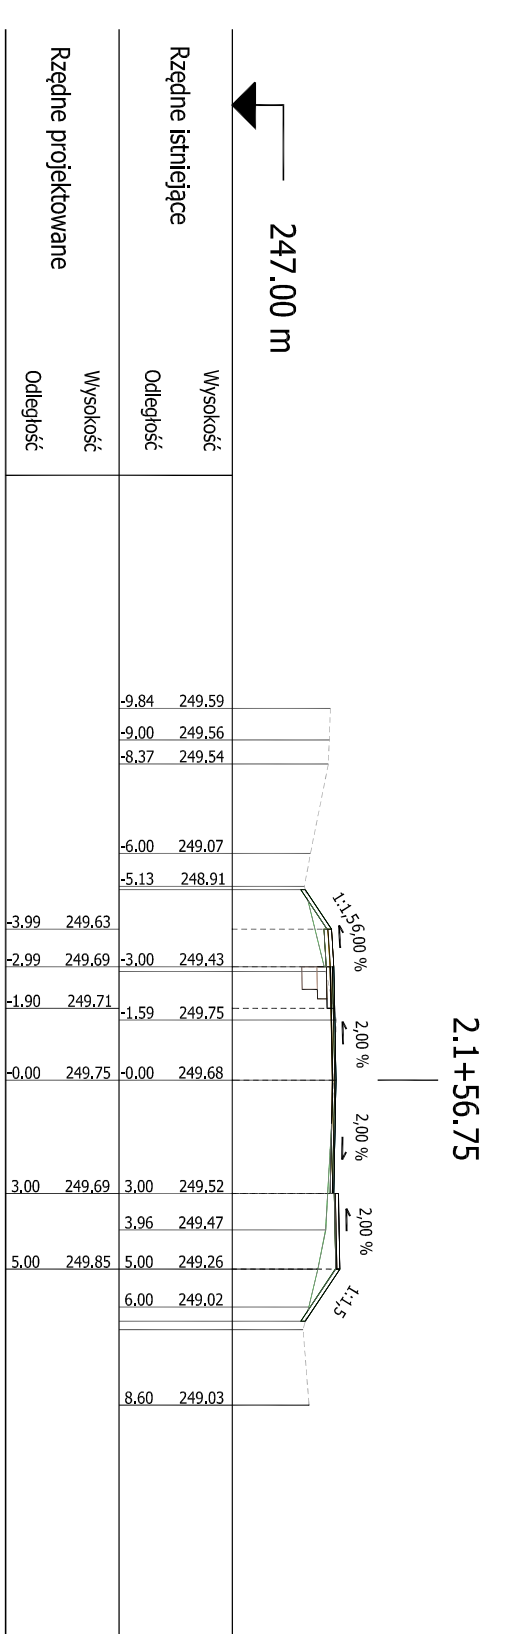 2.1+56.75
247.00 m
1:1,5
6,00 %
2,00 %
2,00 %
2,00 %
1:1,5
Rzędne istniejące
Wysokość
249.59 249.56 249.54 249.07 248.91 249.43 249.75 249.68 249.52 249.47 249.26 249.02 249.03
Odległość
-9.84 -9.00 -8.37 -6.00 -5.13 -3.00 -1.59 -0.00 3.00 3.96 5.00 6.00 8.60
Rzędne projektowane
Wysokość
249.63 249.69 249.71 249.75 249.69 249.85
Odległość
-3.99 -2.99 -1.90 -0.00 3.00 5.00